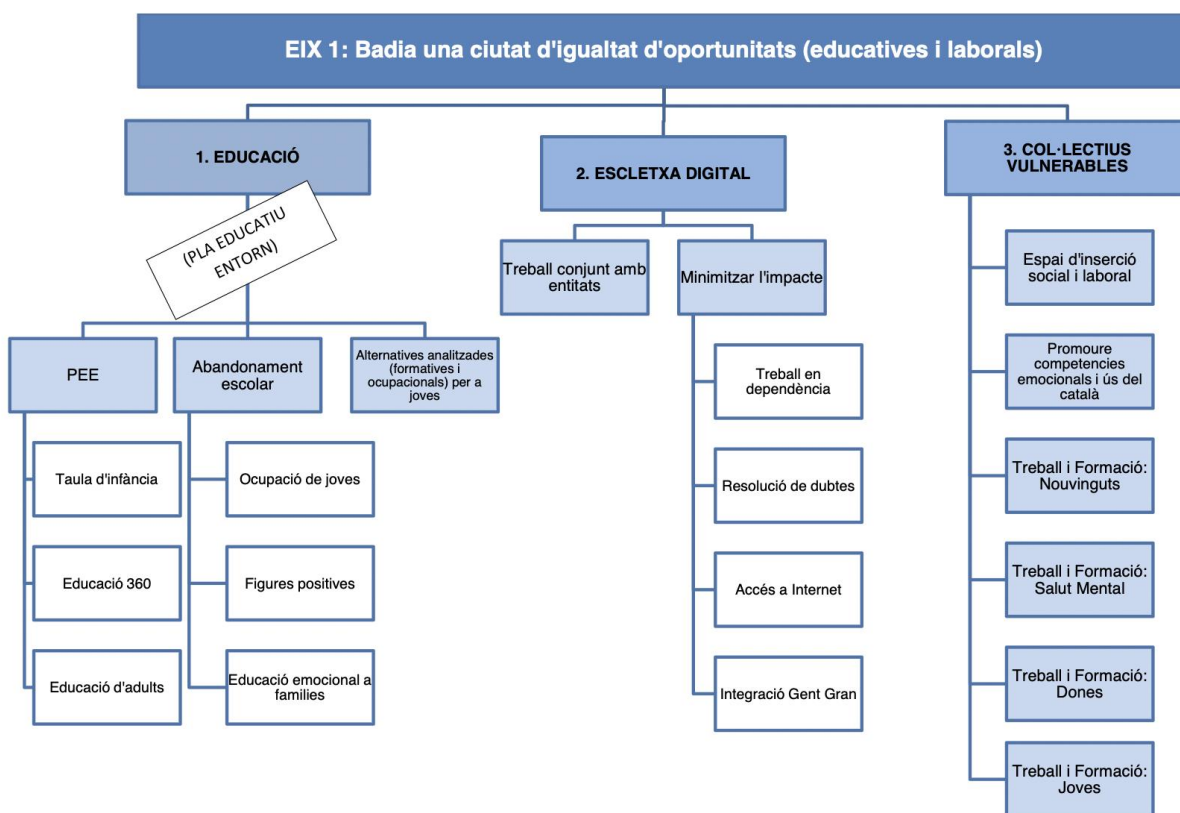 EIX 1: Badia una ciutat d'igualtat d'oportunitats (educatives i laborals)
1. EDUCACIÓ
(PLA EDUCATIU
ENTORN)
PEE
Taula d'infància
Educació 360
Educació d'adults
Abandonament
escolar
Ocupació de joves
Figures positives
Educació emocional a
families
Alternatives analitzades
(formatives i
ocupacionals) per a
joves
2. ESCLETXA DIGITAL
Treball conjunt amb
entitats
Minimitzar l'impacte
Treball en
dependència
Resolució de dubtes
Accés a Internet
Integració Gent Gran
3. COL·LECTIUS
VULNERABLES
Espai d'inserció
social i laboral
Promoure
competencies
emocionals i ús del
català
Treball i Formació:
Nouvinguts
Treball i Formació:
Salut Mental
Treball i Formació:
Dones
Treball i Formació:
Joves